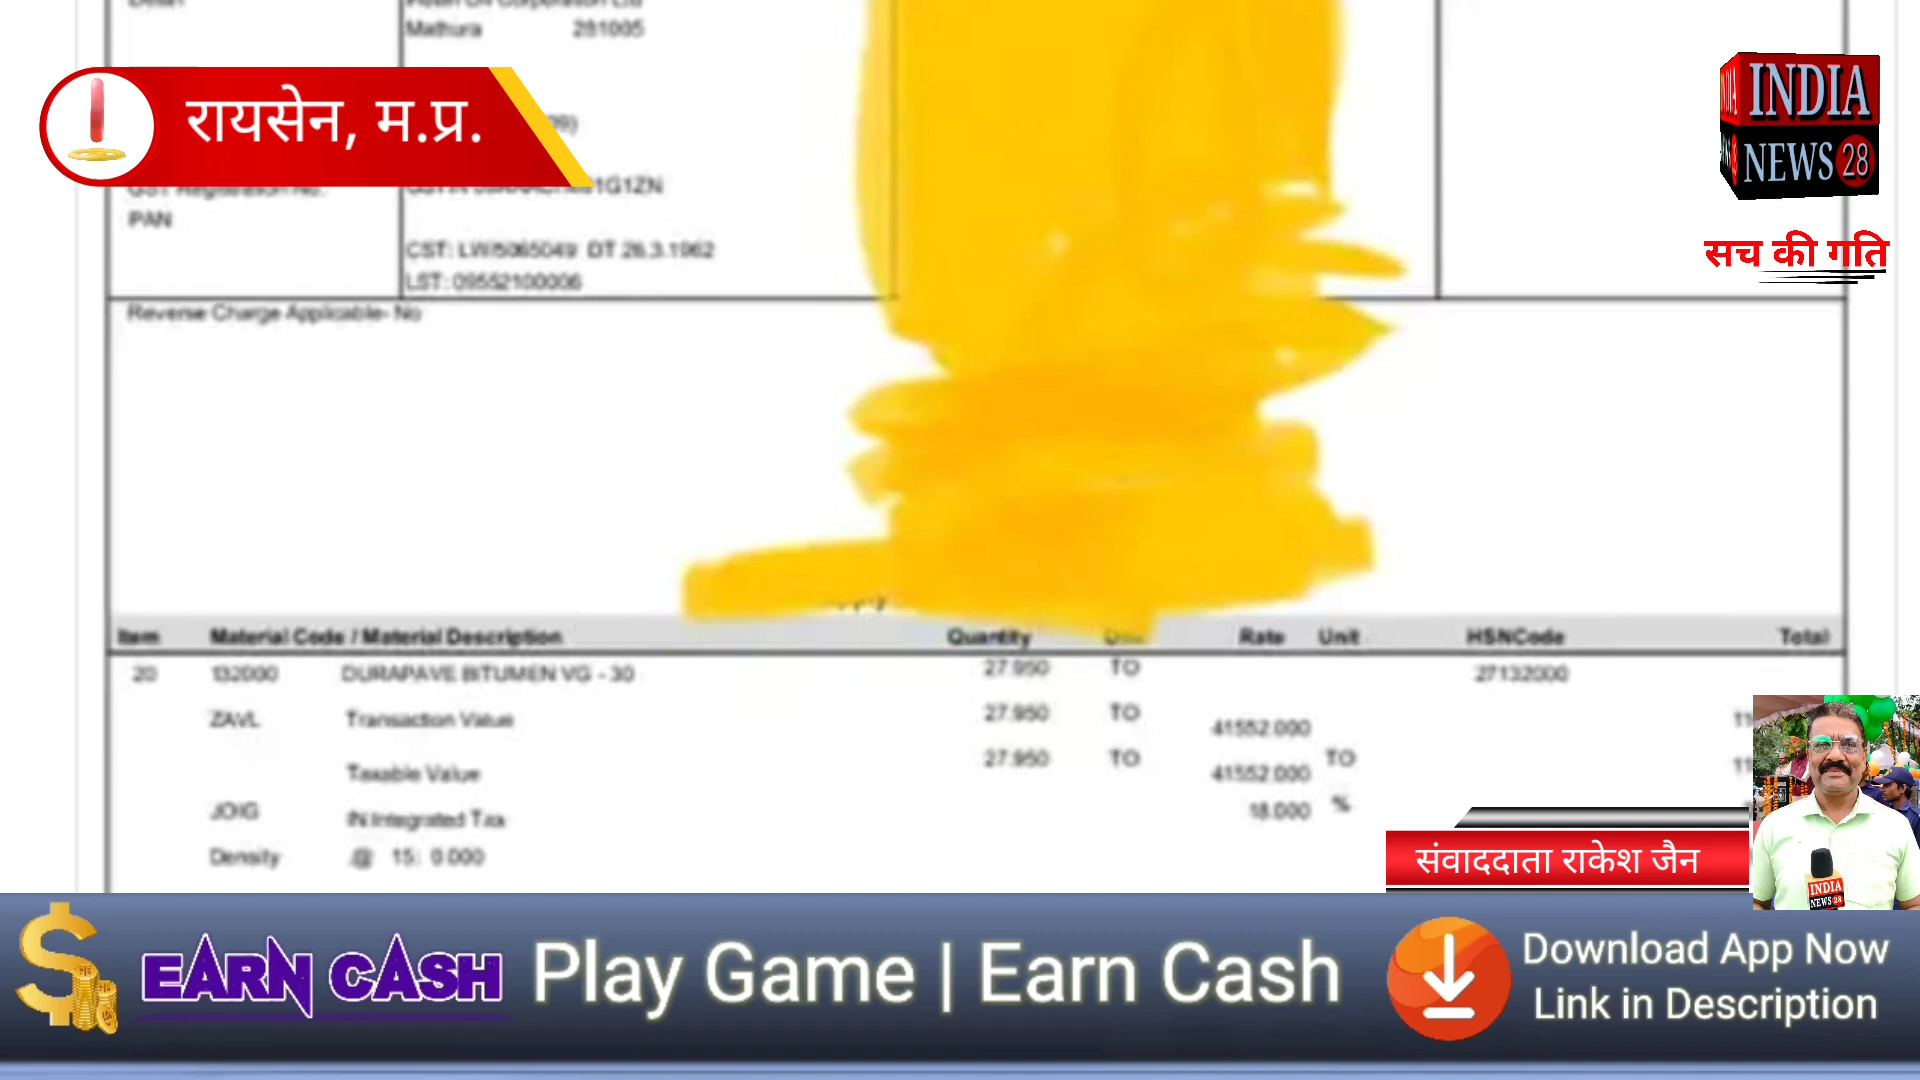 Mathura 281005
रायसेन, म.प्र.
INDIA
NEWS 28
सच की गति
PAN
CST: DT 28.3.1962
LST: 09552100006
Reverse Charge Applicable- No
Item Material Code / Material Description Quantity Rate Unit HSNCode Total
20 132000 DURAPAVE BITUMEN VG - 30 27.950 TO 27132000
ZAVL Transaction Value 27.950 TO 41552.000
Taxable Value 27.950 TO 41552.000 TO
JOIG IN Integrated Tax 18.000 %
Density @ 15: 0.000
संवाददाता राकेश जैन
INDIA
NEWS 28
EARN CASH Play Game | Earn Cash
Download App Now
Link in Description